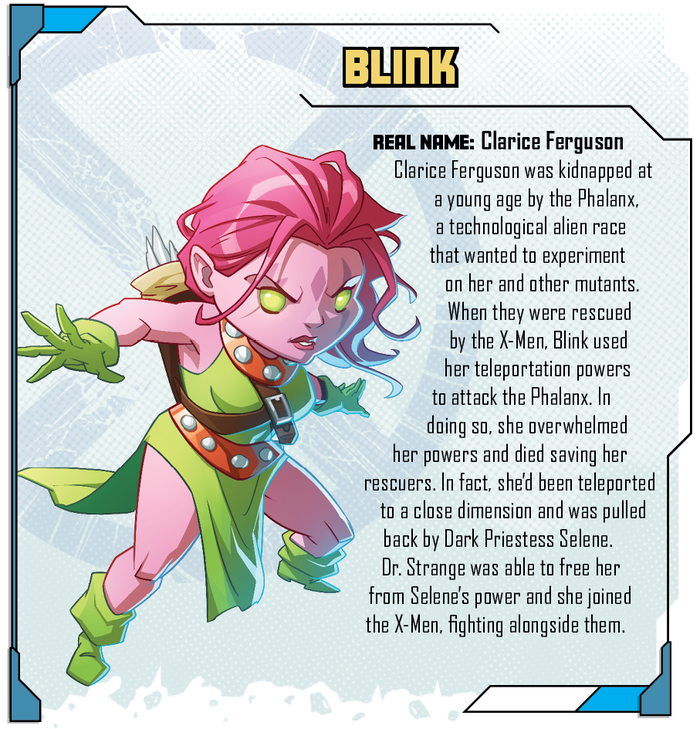 BLINK
REAL NAME: Clarice Ferguson
Clarice Ferguson was kidnapped at
a young age by the Phalanx,
a technological alien race
that wanted to experiment
on her and other mutants.
When they were rescued
by the X-Men, Blink used
her teleportation powers
to attack the Phalanx. In
doing so, she overwhelmed
her powers and died saving her
rescuers. In fact, she'd been teleported
to a close dimension and was pulled
back by Dark Priestess Selene.
Dr. Strange was able to free her
from Selene's power and she joined
the X-Men, fighting alongside them.